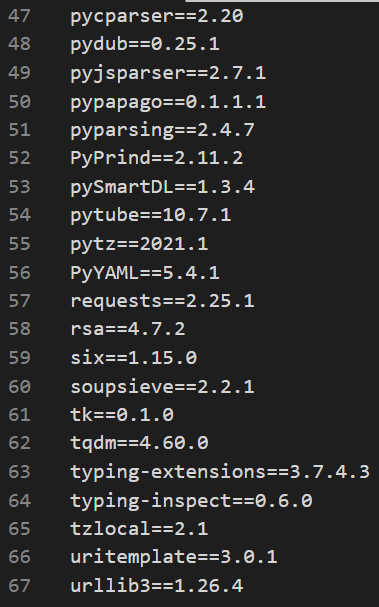 47 pycparser==2.20
48 pydub==0.25.1
49 pyjsparser==2.7.1
50 pypapago==0.1.1.1
51 pyparsing==2.4.7
52 PyPrind==2.11.2
53 pySmartDL==1.3.4
54 pytube==10.7.1
55 pytz==2021.1
56 PyYAML==5.4.1
57 requests==2.25.1
58 rsa==4.7.2
59 six==1.15.0
60 soupsieve==2.2.1
61 tk==0.1.0
62 tqdm==4.60.0
63 typing-extensions==3.7.4.3
64 typing-inspect==0.6.0
65 tzlocal==2.1
66 uritemplate==3.0.1
67 urllib3==1.26.4